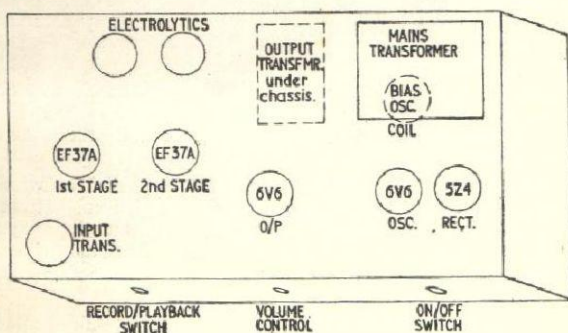 ELECTROLYTICS
OUTPUT
TRANSFMR.
under
chassis.
MAINS
TRANSFORMER
BIAS
OSC.
COIL
EF37A
1st STAGE
EF37A
2nd STAGE
6V6
O/P
6V6
OSC.
5Z4
RECT.
INPUT
TRANS.
RECORD/PLAYBACK
SWITCH
VOLUME
CONTROL
ON/OFF
SWITCH